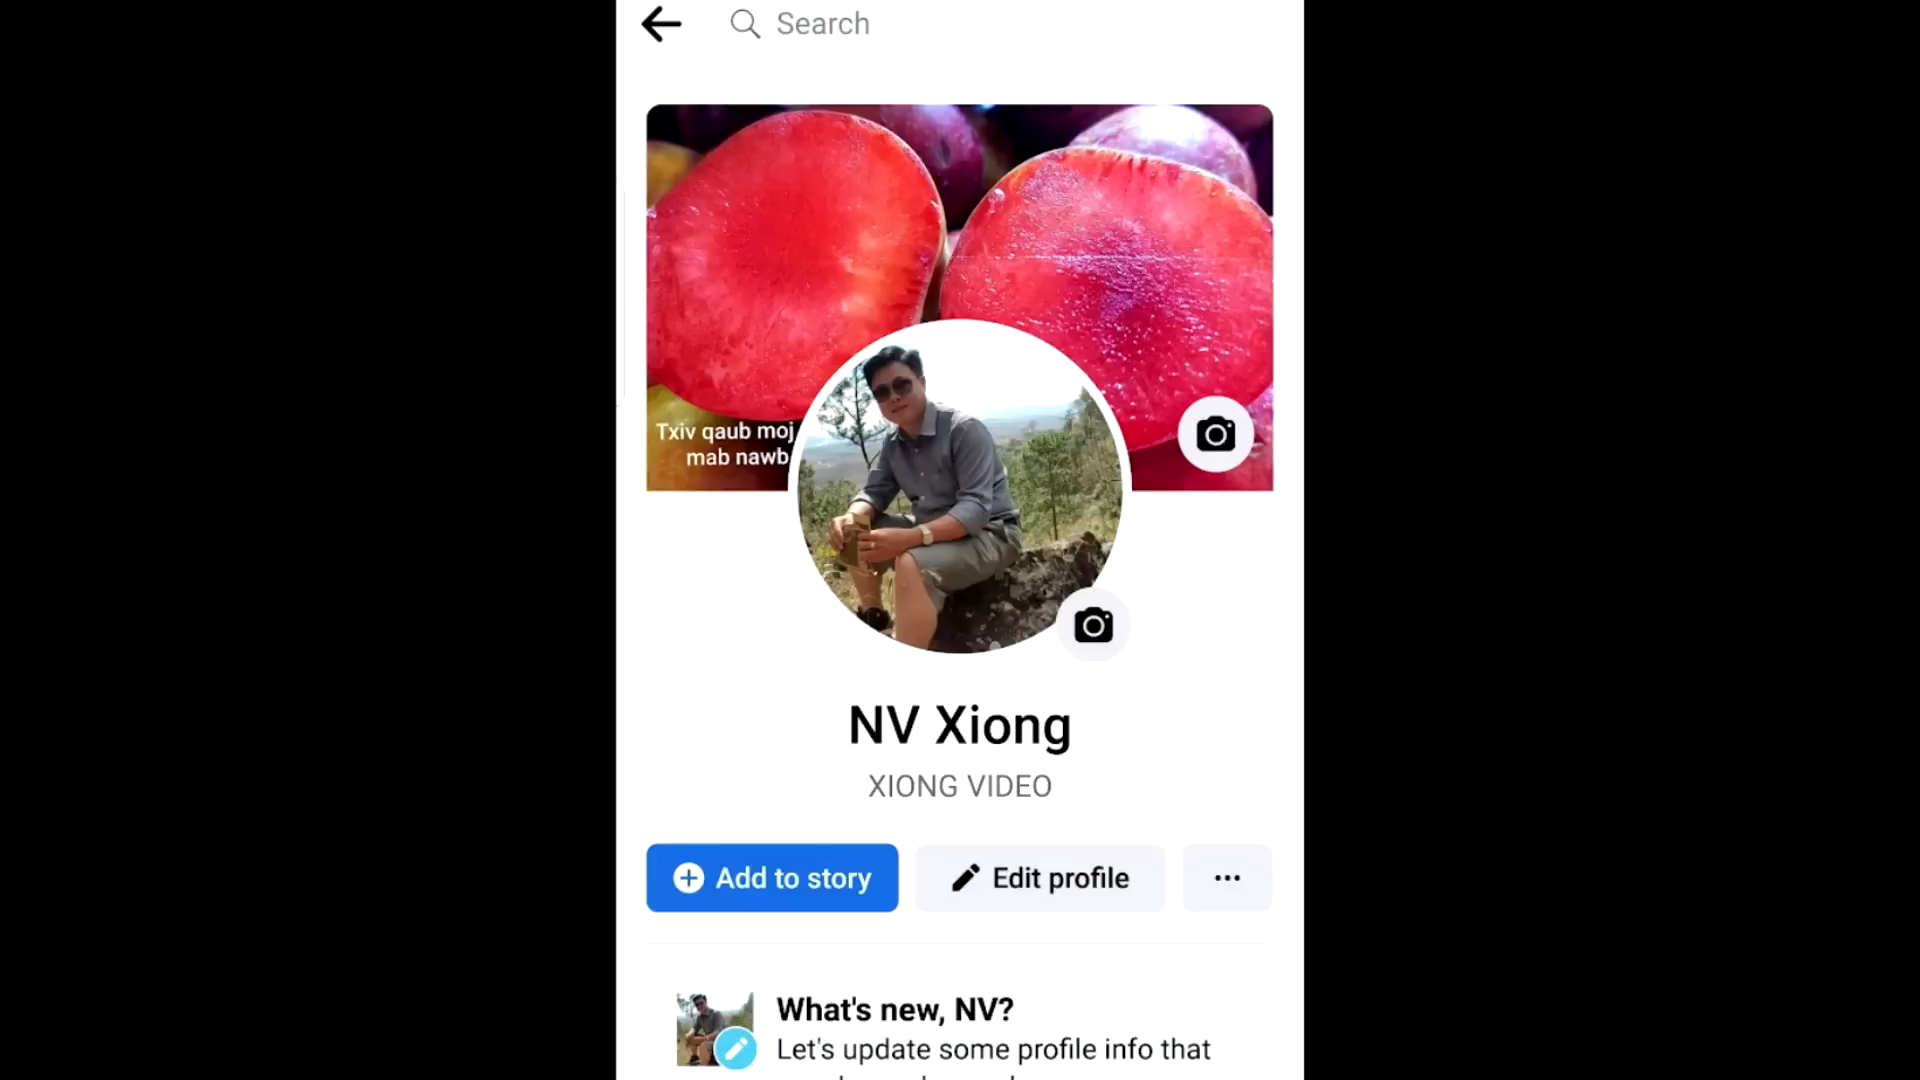 Search
Txiv qaub moj
mab nawb
NV Xiong
XIONG VIDEO
Add to story
Edit profile
What's new, NV?
Let's update some profile info that